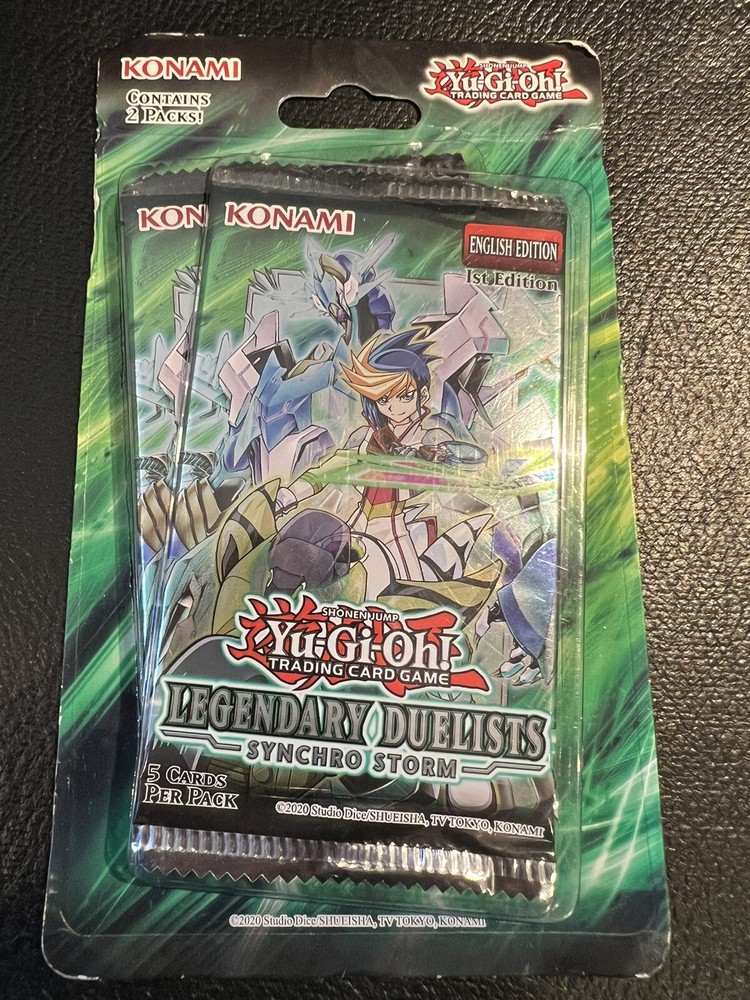 KONAMI
SHONEN JUMP
Yu-Gi-Oh!
TRADING CARD GAME
CONTAINS
2 PACKS!
KON
KONAMI
ENGLISH EDITION
1st Edition
SHONEN JUMP
Yu-Gi-Oh!
TRADING CARD GAME
LEGENDARY DUELISTS
SYNCHRO STORM
5 CARDS
PER PACK
©2020 Studio Dice/SHUEISHA, TV TOKYO, KONAMI
©2020 Studio Dice/SHUEISHA, TV TOKYO, KONAMI